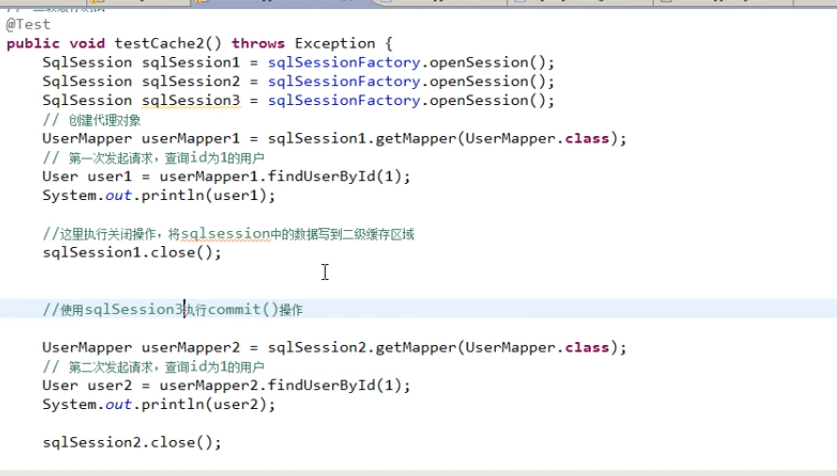 @Test
public void testCache2() throws Exception {
SqlSession sqlSession1 = sqlSessionFactory.openSession();
SqlSession sqlSession2 = sqlSessionFactory.openSession();
SqlSession sqlSession3 = sqlSessionFactory.openSession();
// 创建代理对象
UserMapper userMapper1 = sqlSession1.getMapper(UserMapper.class);
// 第一次发起请求，查询id为1的用户
User user1 = userMapper1.findUserById(1);
System.out.println(user1);
//这里执行关闭操作，将sqlsession中的数据写到二级缓存区域
sqlSession1.close();
//使用sqlSession3执行commit()操作
UserMapper userMapper2 = sqlSession2.getMapper(UserMapper.class);
// 第二次发起请求，查询id为1的用户
User user2 = userMapper2.findUserById(1);
System.out.println(user2);
sqlSession2.close();